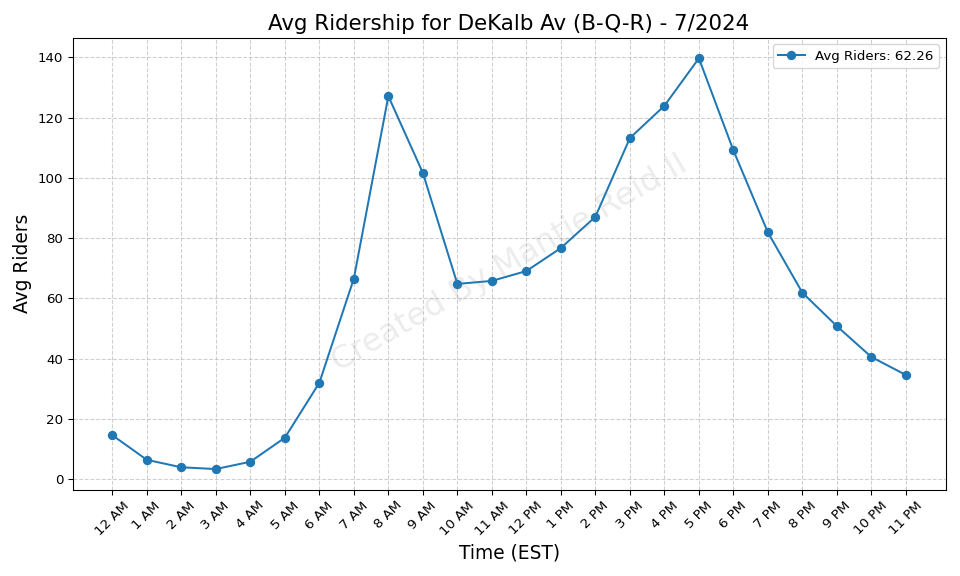 Avg Ridership for DeKalb Av (B-Q-R) - 7/2024
Avg Riders: 62.26
140
120
100
80
60
40
20
0
Avg Riders
Created By Mantie Reid II
12 AM
1 AM
2 AM
3 AM
4 AM
5 AM
6 AM
7 AM
8 AM
9 AM
10 AM
11 AM
12 PM
1 PM
2 PM
3 PM
4 PM
5 PM
6 PM
7 PM
8 PM
9 PM
10 PM
11 PM
Time (EST)